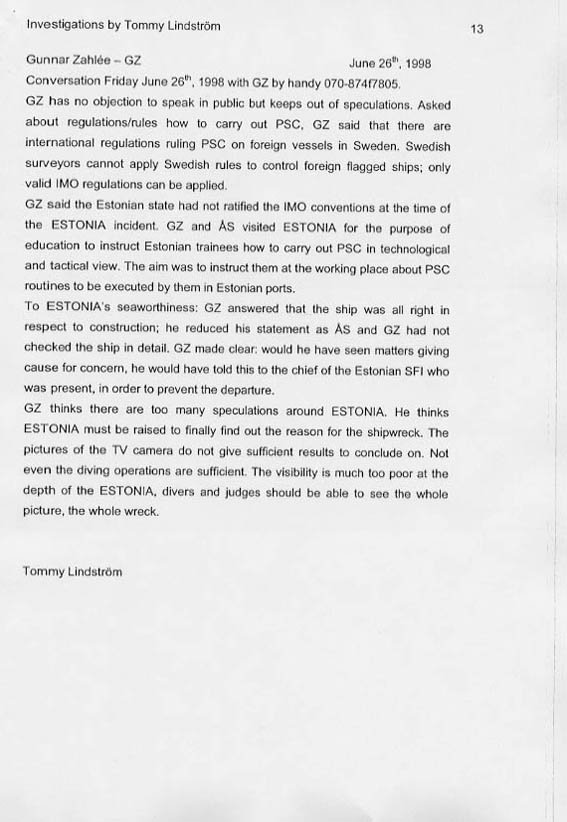 Investigations by Tommy Lindström 13
Gunnar Zahlée – GZ June 26th, 1998
Conversation Friday June 26th, 1998 with GZ by handy 070-874f7805.
GZ has no objection to speak in public but keeps out of speculations. Asked
about regulations/rules how to carry out PSC, GZ said that there are
international regulations ruling PSC on foreign vessels in Sweden. Swedish
surveyors cannot apply Swedish rules to control foreign flagged ships; only
valid IMO regulations can be applied.
GZ said the Estonian state had not ratified the IMO conventions at the time of
the ESTONIA incident. GZ and ÅS visited ESTONIA for the purpose of
education to instruct Estonian trainees how to carry out PSC in technological
and tactical view. The aim was to instruct them at the working place about PSC
routines to be executed by them in Estonian ports.
To ESTONIA's seaworthiness: GZ answered that the ship was all right in
respect to construction; he reduced his statement as ÅS and GZ had not
checked the ship in detail. GZ made clear: would he have seen matters giving
cause for concern, he would have told this to the chief of the Estonian SFI who
was present, in order to prevent the departure.
GZ thinks there are too many speculations around ESTONIA. He thinks
ESTONIA must be raised to finally find out the reason for the shipwreck. The
pictures of the TV camera do not give sufficient results to conclude on. Not
even the diving operations are sufficient. The visibility is much too poor at the
depth of the ESTONIA, divers and judges should be able to see the whole
picture, the whole wreck.
Tommy Lindström